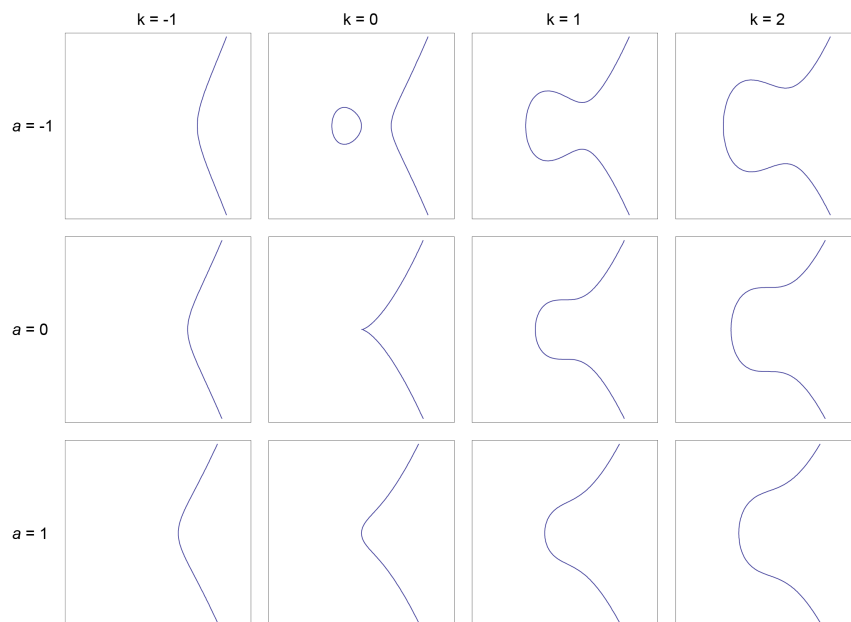 k = -1 k = 0 k = 1 k = 2
a = -1
a = 0
a = 1